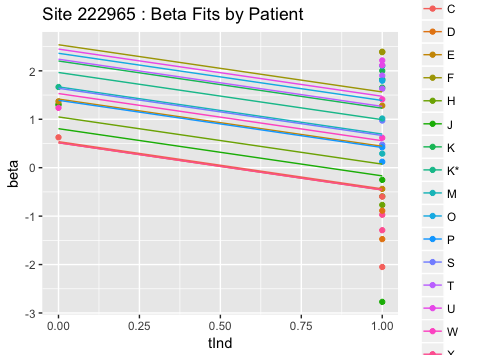 Site 222965 : Beta Fits by Patient
beta
2
1
0
-1
-2
-3
0.00
0.25
0.50
0.75
1.00
tInd
C
D
E
F
H
J
K
K*
M
O
P
S
T
U
W